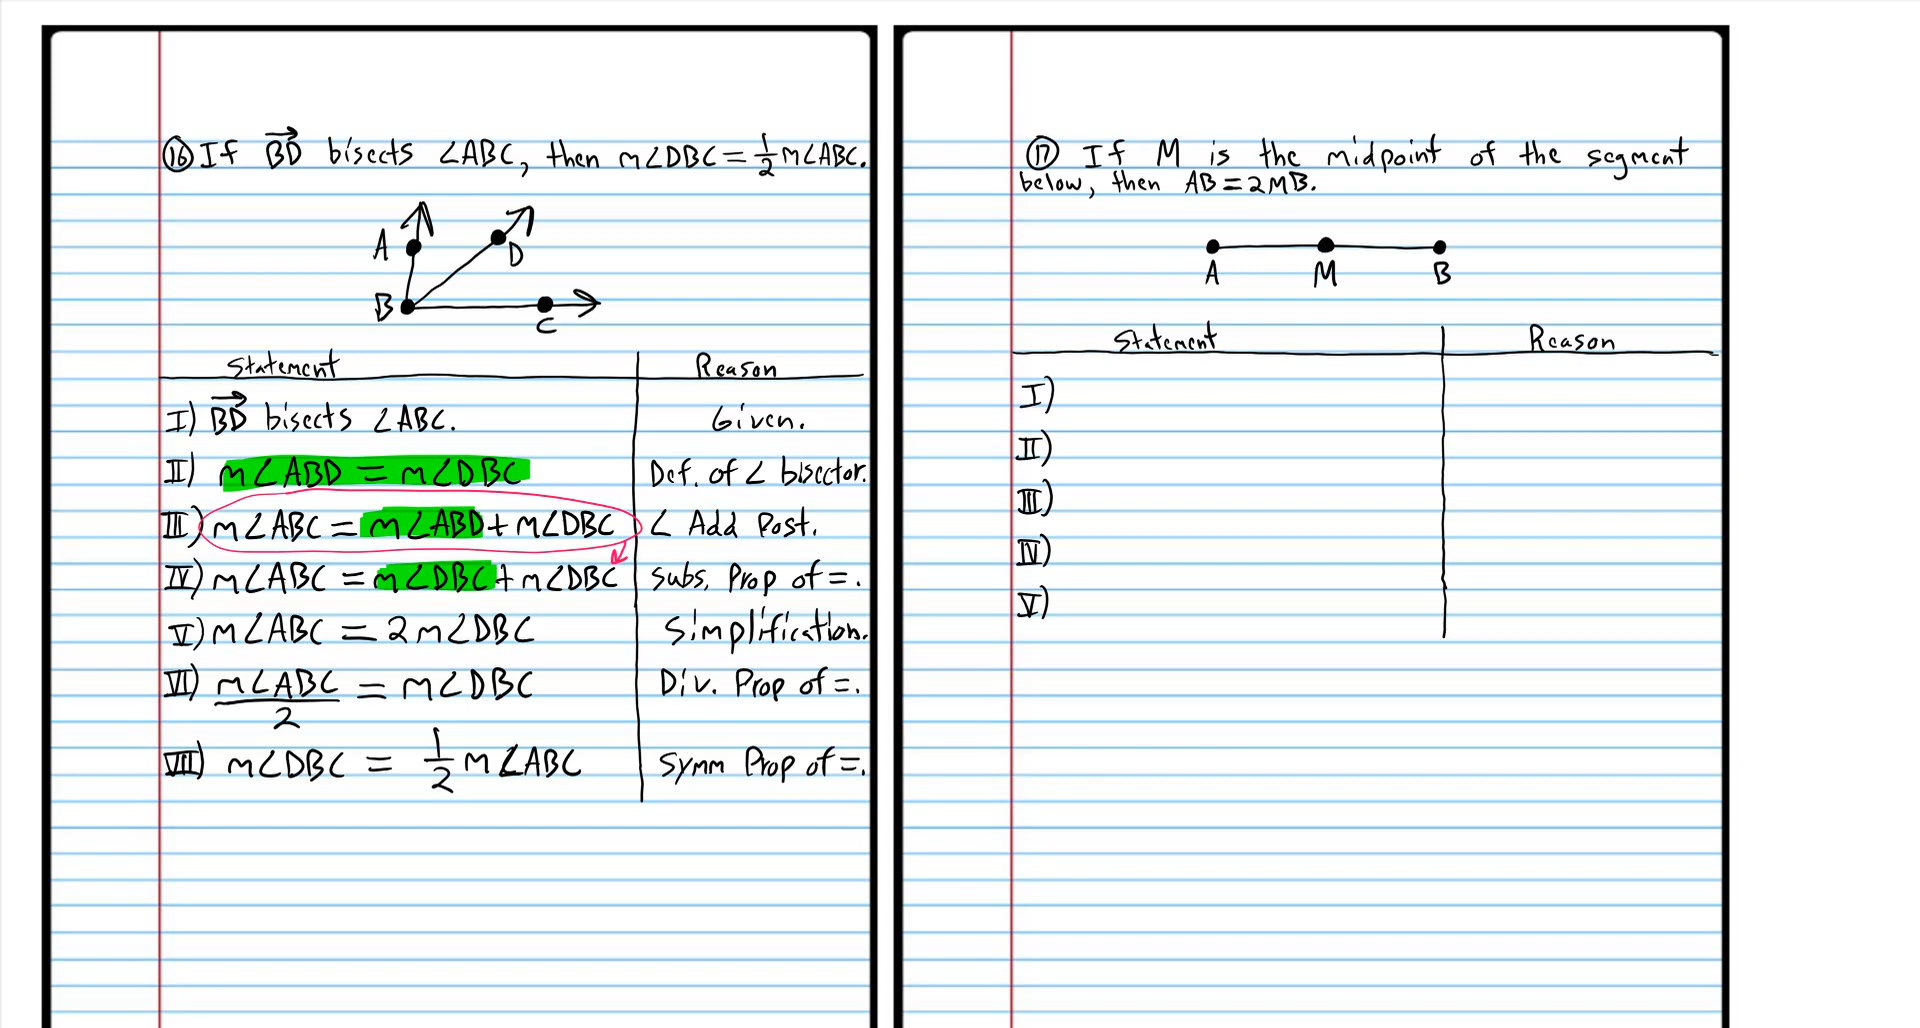 ⑯ If BD bisects ∠ABC, then m∠DBC = 1/2 m∠ABC.
A
D
B
C
Statement Reason
I) BD bisects ∠ABC. Given.
II) m∠ABD = m∠DBC Def. of ∠ bisector.
III) m∠ABC = m∠ABD + m∠DBC ∠ Add Post.
IV) m∠ABC = m∠DBC + m∠DBC Subs. Prop of =.
V) m∠ABC = 2m∠DBC Simplification.
VI) m∠ABC/2 = m∠DBC Div. Prop of =.
VII) m∠DBC = 1/2 m∠ABC Symm Prop of =.
⑰ If M is the midpoint of the segment
below, then AB = 2MB.
A M B
Statement Reason
I)
II)
III)
IV)
V)